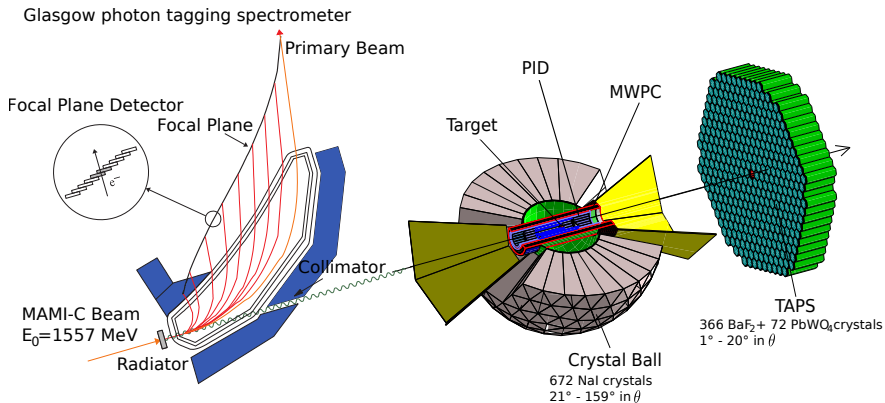 Glasgow photon tagging spectrometer
Primary Beam
Focal Plane Detector
Focal Plane
e⁻
Collimator
MAMI-C Beam
E₀=1557 MeV
Radiator
PID
MWPC
Target
Crystal Ball
672 NaI crystals
21° - 159° in θ
TAPS
366 BaF₂+ 72 PbWO₄crystals
1° - 20° in θ